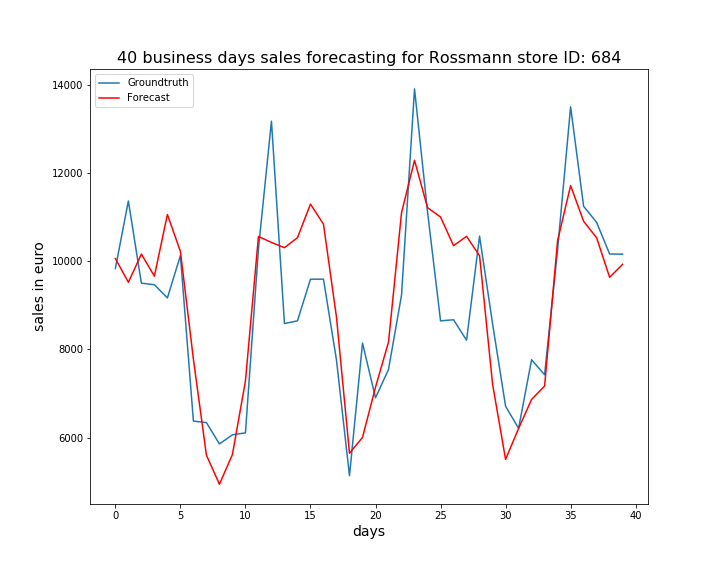 40 business days sales forecasting for Rossmann store ID: 684
Groundtruth
Forecast
14000
12000
10000
8000
6000
sales in euro
0 5 10 15 20 25 30 35 40
days